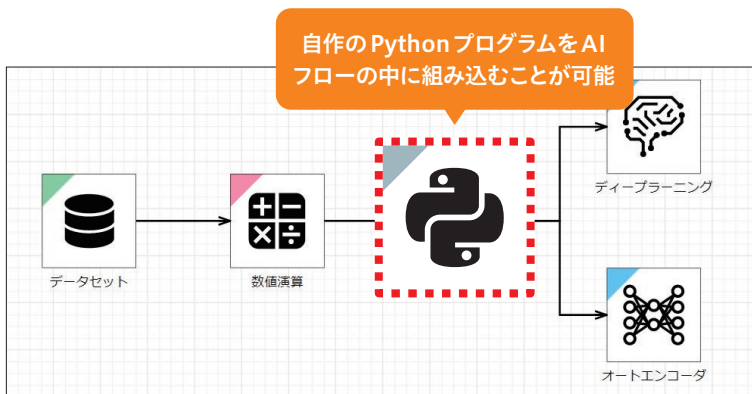 自作のPythonプログラムをAI
フローの中に組み込むことが可能
ディープラーニング
データセット
数値演算
オートエンコーダ